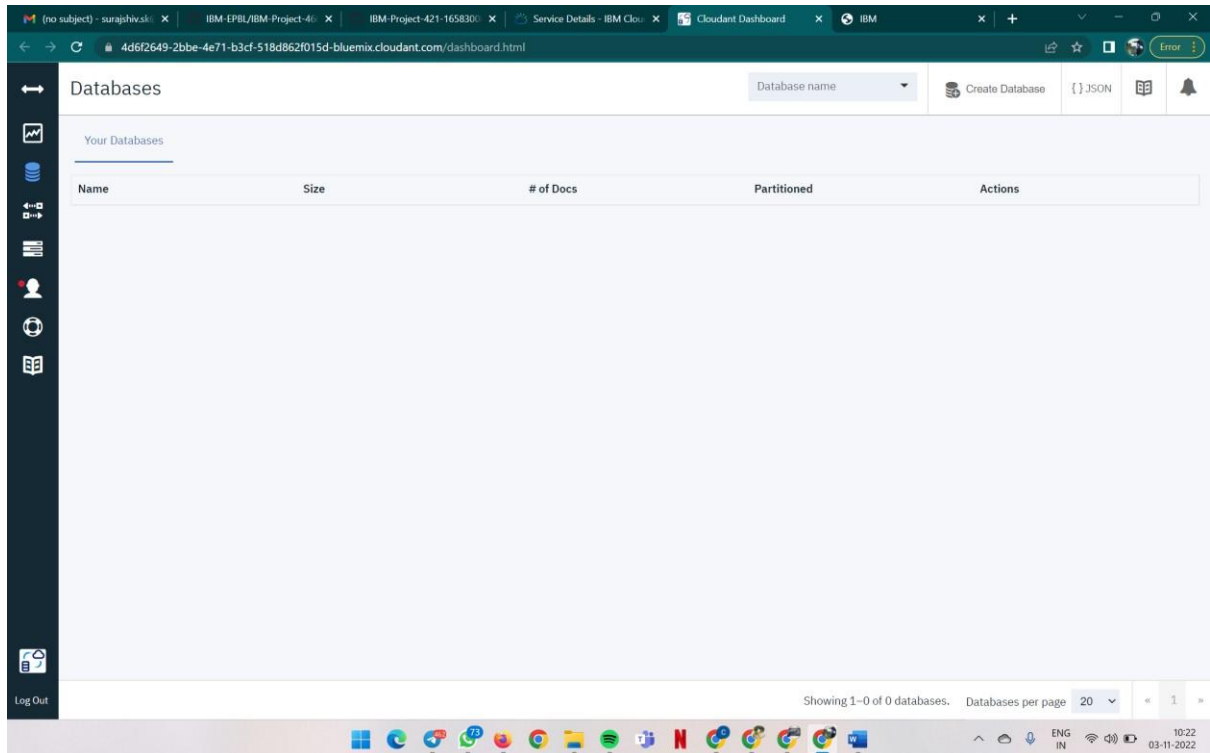 (no subject) - surajshiv.sk
IBM-EPBL/IBM-Project-46
IBM-Project-421-1658300
Service Details - IBM Clou
Cloudant Dashboard
IBM
4d6f2649-2bbe-4e71-b3cf-518d862f015d-bluemix.cloudant.com/dashboard.html
Error
Databases
Database name
Create Database
{ } JSON
Your Databases
Name Size # of Docs Partitioned Actions
Log Out
Showing 1–0 of 0 databases.
Databases per page 20
« 1 »
73
ENG
IN
10:22
03-11-2022